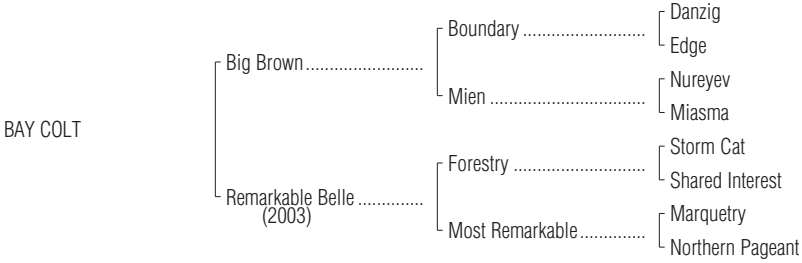 Danzig
Boundary ..........................
Edge
Big Brown.........................
Nureyev
Mien .................................
Miasma
BAY COLT
Storm Cat
Forestry ............................
Shared Interest
Remarkable Belle ..............
(2003)
Marquetry
Most Remarkable..............
Northern Pageant